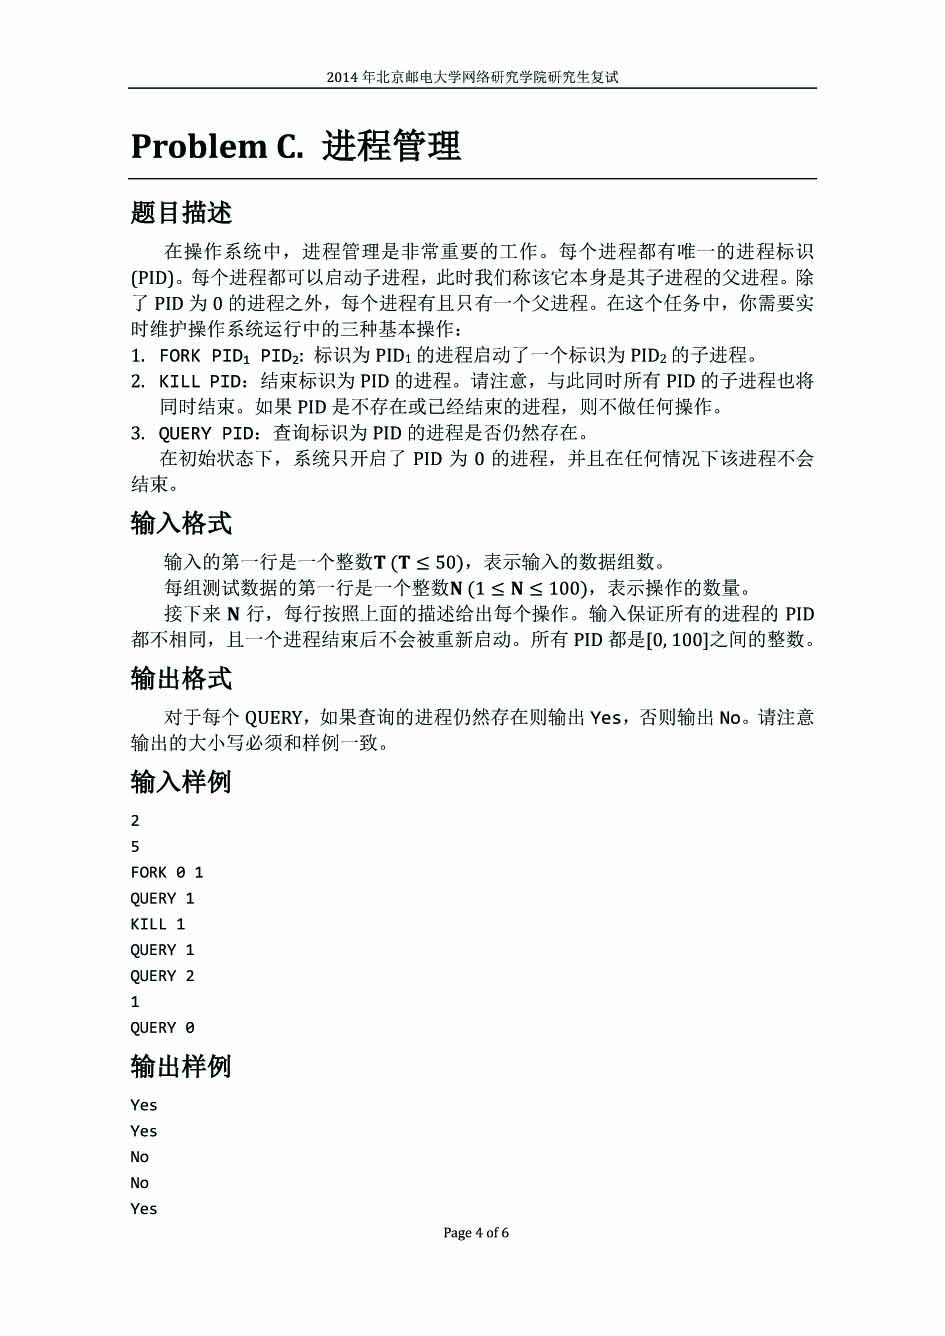 2014 年北京邮电大学网络研究学院研究生复试
Problem C. 进程管理
题目描述
在操作系统中，进程管理是非常重要的工作。每个进程都有唯一的进程标识
(PID)。每个进程都可以启动子进程，此时我们称该它本身是其子进程的父进程。除
了 PID 为 0 的进程之外，每个进程有且只有一个父进程。在这个任务中，你需要实
时维护操作系统运行中的三种基本操作：
1. FORK PID₁ PID₂: 标识为 PID₁ 的进程启动了一个标识为 PID₂ 的子进程。
2. KILL PID：结束标识为 PID 的进程。请注意，与此同时所有 PID 的子进程也将
同时结束。如果 PID 是不存在或已经结束的进程，则不做任何操作。
3. QUERY PID：查询标识为 PID 的进程是否仍然存在。
在初始状态下，系统只开启了 PID 为 0 的进程，并且在任何情况下该进程不会
结束。
输入格式
输入的第一行是一个整数T (T ≤ 50)，表示输入的数据组数。
每组测试数据的第一行是一个整数N (1 ≤ N ≤ 100)，表示操作的数量。
接下来 N 行，每行按照上面的描述给出每个操作。输入保证所有的进程的 PID
都不相同，且一个进程结束后不会被重新启动。所有 PID 都是[0, 100]之间的整数。
输出格式
对于每个 QUERY，如果查询的进程仍然存在则输出 Yes，否则输出 No。请注意
输出的大小写必须和样例一致。
输入样例
2
5
FORK 0 1
QUERY 1
KILL 1
QUERY 1
QUERY 2
1
QUERY 0
输出样例
Yes
Yes
No
No
Yes
Page 4 of 6